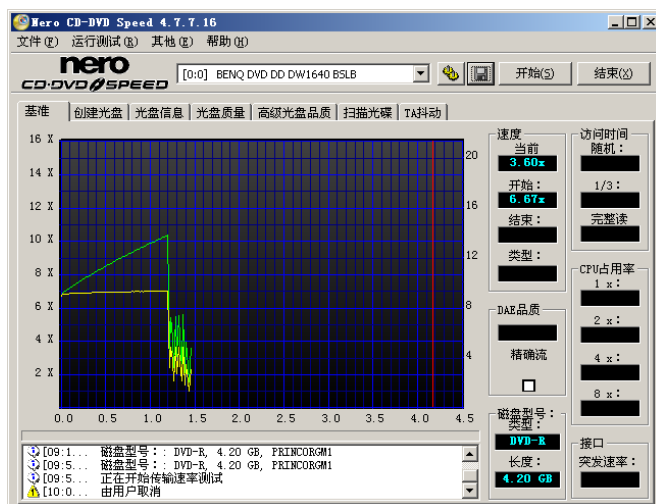 Nero CD-DVD Speed 4.7.7.16
文件(F) 运行测试(R) 其他(E) 帮助(H)
nero
CD·DVD SPEED
[0:0] BENQ DVD DD DW1640 BSLB
开始(S) 结束(X)
基准 创建光盘 光盘信息 光盘质量 高级光盘品质 扫描光碟 TA抖动
16 X
14 X
12 X
10 X
8 X
6 X
4 X
2 X
20
16
12
8
4
0.0 0.5 1.0 1.5 2.0 2.5 3.0 3.5 4.0 4.5
速度
当前
3.60x
开始:
6.67x
结束:
类型:
DAE品质
精确流
磁盘型号:
类型:
DVD-R
长度:
4.20 GB
访问时间
随机:
1/3:
完整读
CPU占用率
1 x:
2 x:
4 x:
8 x:
接口
突发速率:
[09:1... 磁盘型号: : DVD-R, 4.20 GB, PRINCORGM1
[09:5... 磁盘型号: : DVD-R, 4.20 GB, PRINCORGM1
[09:5... 正在开始传输速率测试
[10:0... 由用户取消